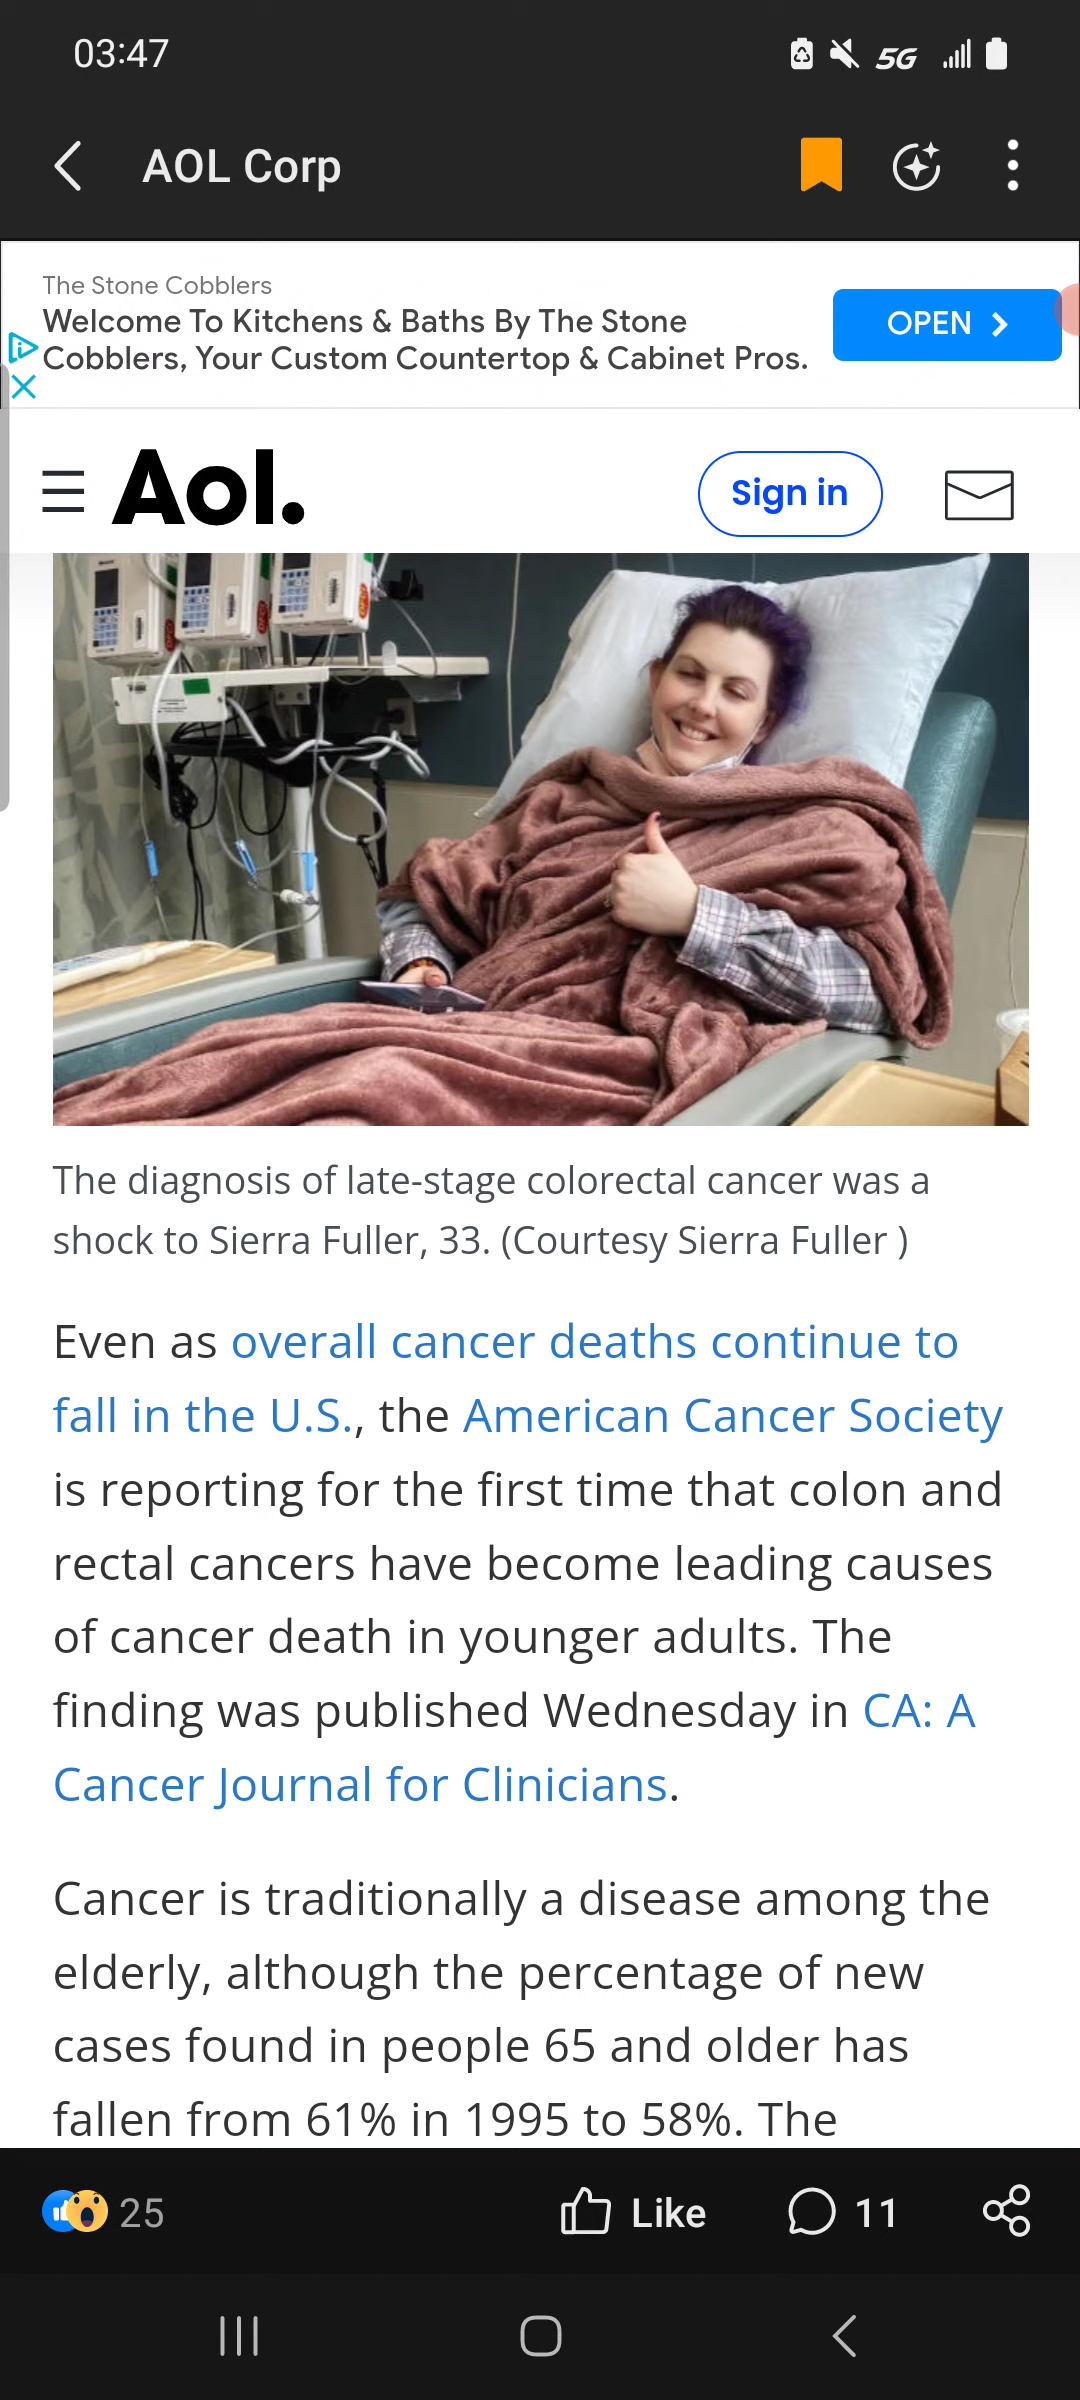 03:47
5G
AOL Corp
The Stone Cobblers
Welcome To Kitchens & Baths By The Stone
Cobblers, Your Custom Countertop & Cabinet Pros.
OPEN
Aol.
Sign in
The diagnosis of late-stage colorectal cancer was a
shock to Sierra Fuller, 33. (Courtesy Sierra Fuller )
Even as overall cancer deaths continue to
fall in the U.S., the American Cancer Society
is reporting for the first time that colon and
rectal cancers have become leading causes
of cancer death in younger adults. The
finding was published Wednesday in CA: A
Cancer Journal for Clinicians.
Cancer is traditionally a disease among the
elderly, although the percentage of new
cases found in people 65 and older has
fallen from 61% in 1995 to 58%. The
25
Like
11